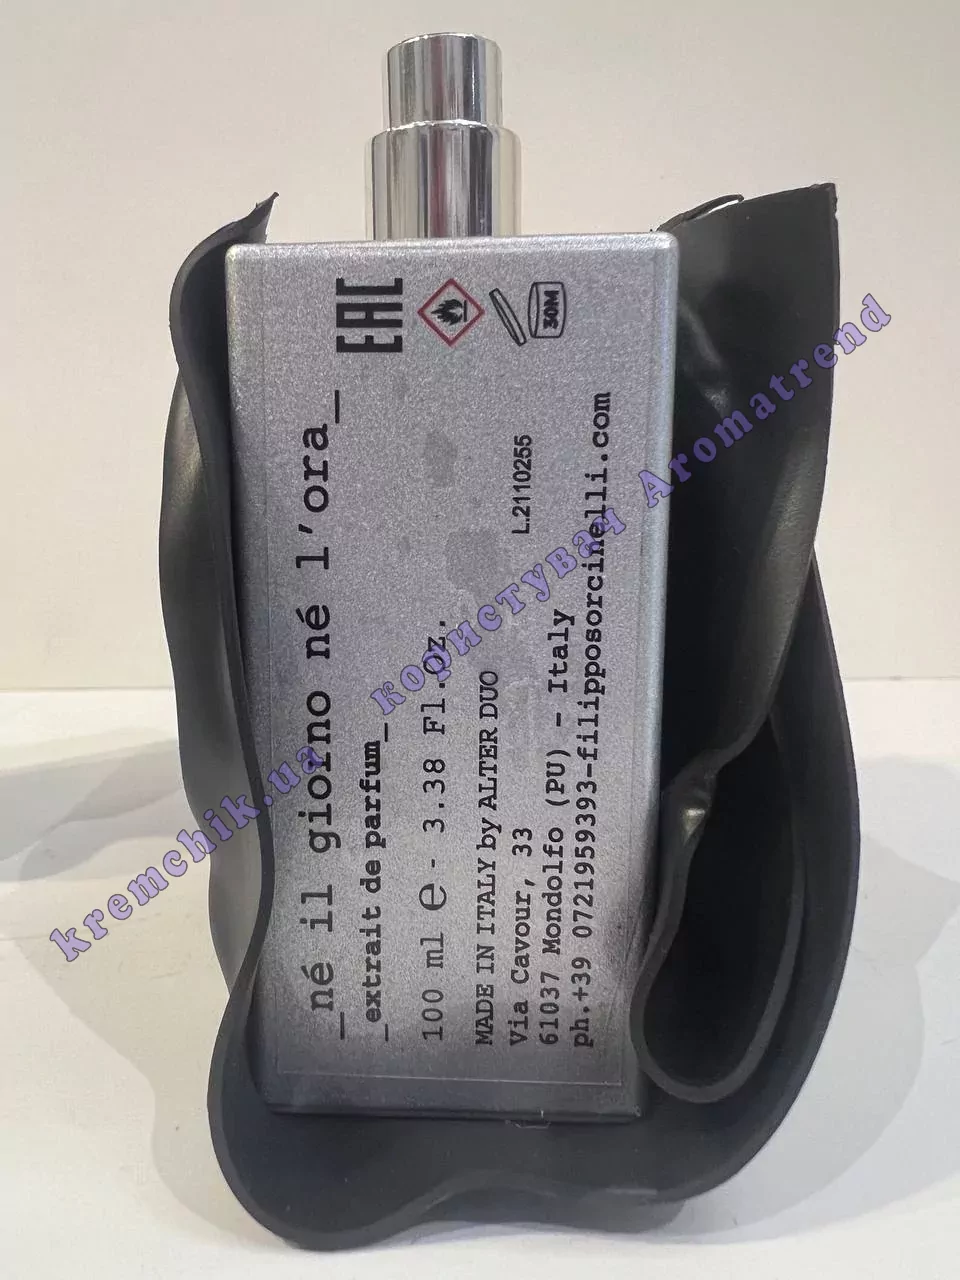 _né il giorno né l'ora_
_extrait de parfum_
100 ml e - 3.38 Fl.Oz.
MADE IN ITALY by ALTER DUO
Via Cavour, 33
61037 Mondolfo (PU) - Italy
ph.+39 0721959393-filipposorcinelli.com
L.2110255
EAC
30M
kremchik.ua користувач Aromatrend